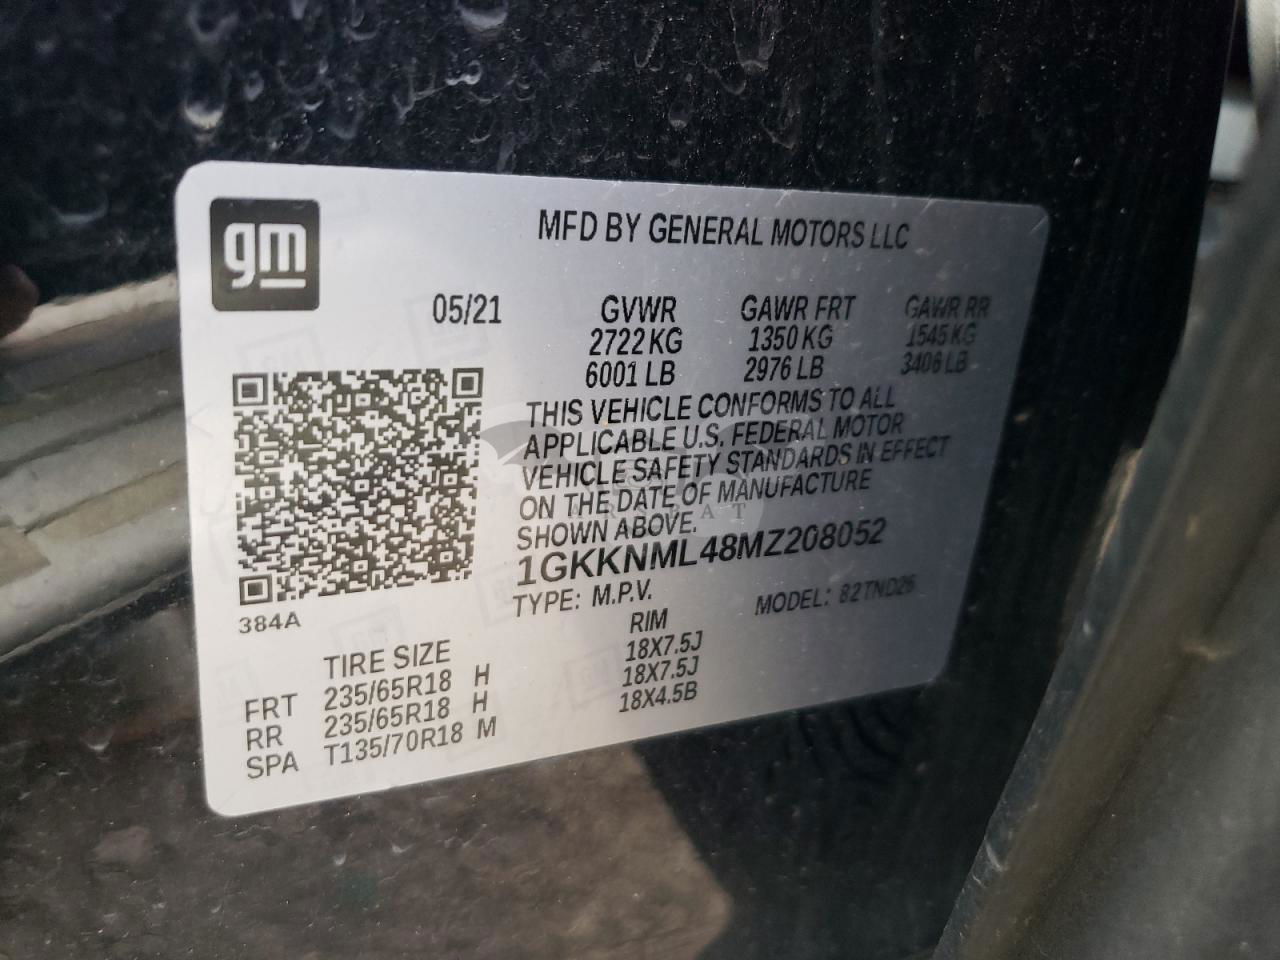 gm
MFD BY GENERAL MOTORS LLC
05/21 GVWR GAWR FRT GAWR RR
2722 KG 1350 KG 1545 KG
6001 LB 2976 LB 3406 LB
THIS VEHICLE CONFORMS TO ALL
APPLICABLE U.S. FEDERAL MOTOR
VEHICLE SAFETY STANDARDS IN EFFECT
ON THE DATE OF MANUFACTURE
SHOWN ABOVE.
1GKKNML48MZ208052
TYPE: M.P.V. MODEL: 82TND26
384A
TIRE SIZE RIM
FRT 235/65R18 H 18X7.5J
RR 235/65R18 H 18X7.5J
SPA T135/70R18 M 18X4.5B